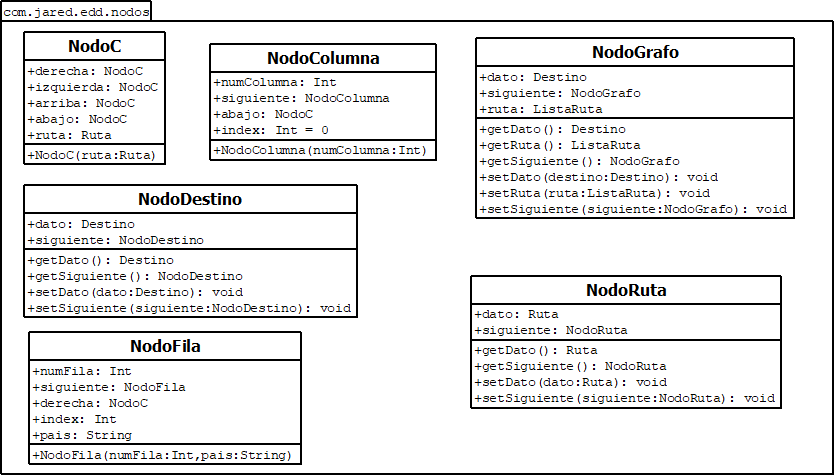 com.jared.edd.nodos
NodoC
+derecha: NodoC
+izquierda: NodoC
+arriba: NodoC
+abajo: NodoC
+ruta: Ruta
+NodoC(ruta:Ruta)
NodoColumna
+numColumna: Int
+siguiente: NodoColumna
+abajo: NodoC
+index: Int = 0
+NodoColumna(numColumna:Int)
NodoGrafo
+dato: Destino
+siguiente: NodoGrafo
+ruta: ListaRuta
+getDato(): Destino
+getRuta(): ListaRuta
+getSiguiente(): NodoGrafo
+setDato(destino:Destino): void
+setRuta(ruta:ListaRuta): void
+setSiguiente(siguiente:NodoGrafo): void
NodoDestino
+dato: Destino
+siguiente: NodoDestino
+getDato(): Destino
+getSiguiente(): NodoDestino
+setDato(dato:Destino): void
+setSiguiente(siguiente:NodoDestino): void
NodoRuta
+dato: Ruta
+siguiente: NodoRuta
+getDato(): Ruta
+getSiguiente(): NodoRuta
+setDato(dato:Ruta): void
+setSiguiente(siguiente:NodoRuta): void
NodoFila
+numFila: Int
+siguiente: NodoFila
+derecha: NodoC
+index: Int
+pais: String
+NodoFila(numFila:Int,pais:String)